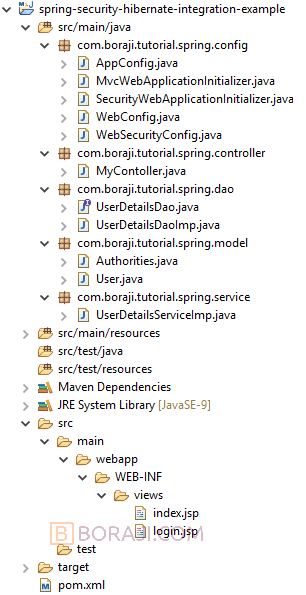 spring-security-hibernate-integration-example
src/main/java
com.boraji.tutorial.spring.config
AppConfig.java
MvcWebApplicationInitializer.java
SecurityWebApplicationInitializer.java
WebConfig.java
WebSecurityConfig.java
com.boraji.tutorial.spring.controller
MyContoller.java
com.boraji.tutorial.spring.dao
UserDetailsDao.java
UserDetailsDaoImp.java
com.boraji.tutorial.spring.model
Authorities.java
User.java
com.boraji.tutorial.spring.service
UserDetailsServiceImp.java
src/main/resources
src/test/java
src/test/resources
Maven Dependencies
JRE System Library [JavaSE-9]
src
main
webapp
WEB-INF
views
index.jsp
login.jsp
BORAJI.COM
test
target
pom.xml